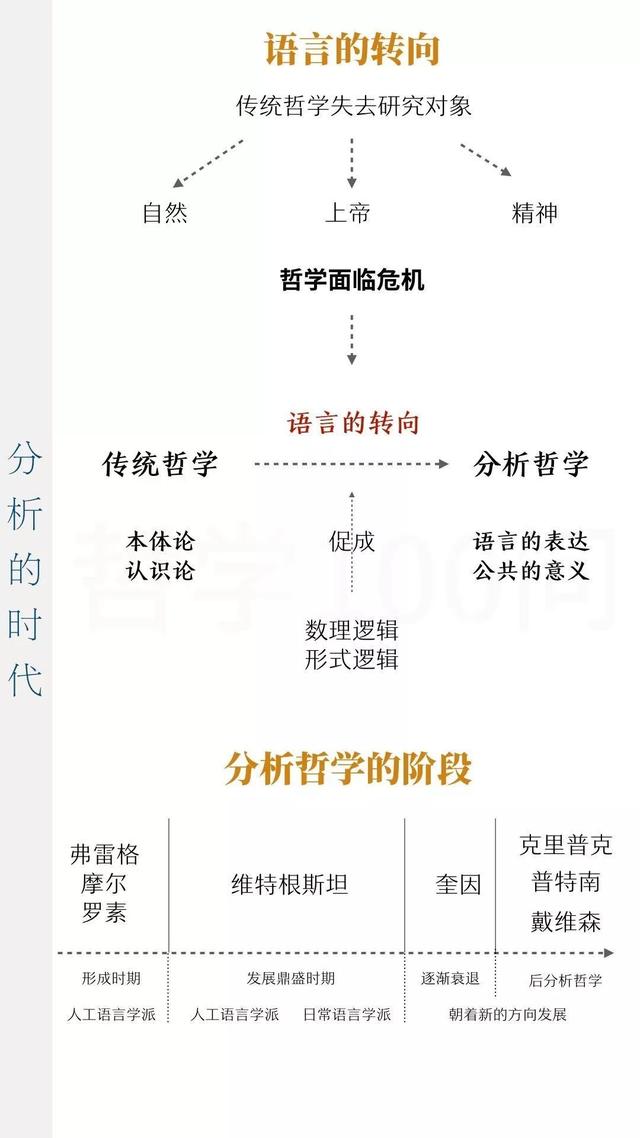 语言的转向
传统哲学失去研究对象
自然 上帝 精神
哲学面临危机
语言的转向
传统哲学 分析哲学
本体论 促成 语言的表达
认识论 公共的意义
数理逻辑
形式逻辑
分析的时代
哲学100问
分析哲学的阶段
弗雷格
摩尔
罗素
维特根斯坦
奎因
克里普克
普特南
戴维森
形成时期 发展鼎盛时期 逐渐衰退 后分析哲学
人工语言学派 人工语言学派 日常语言学派 朝着新的方向发展